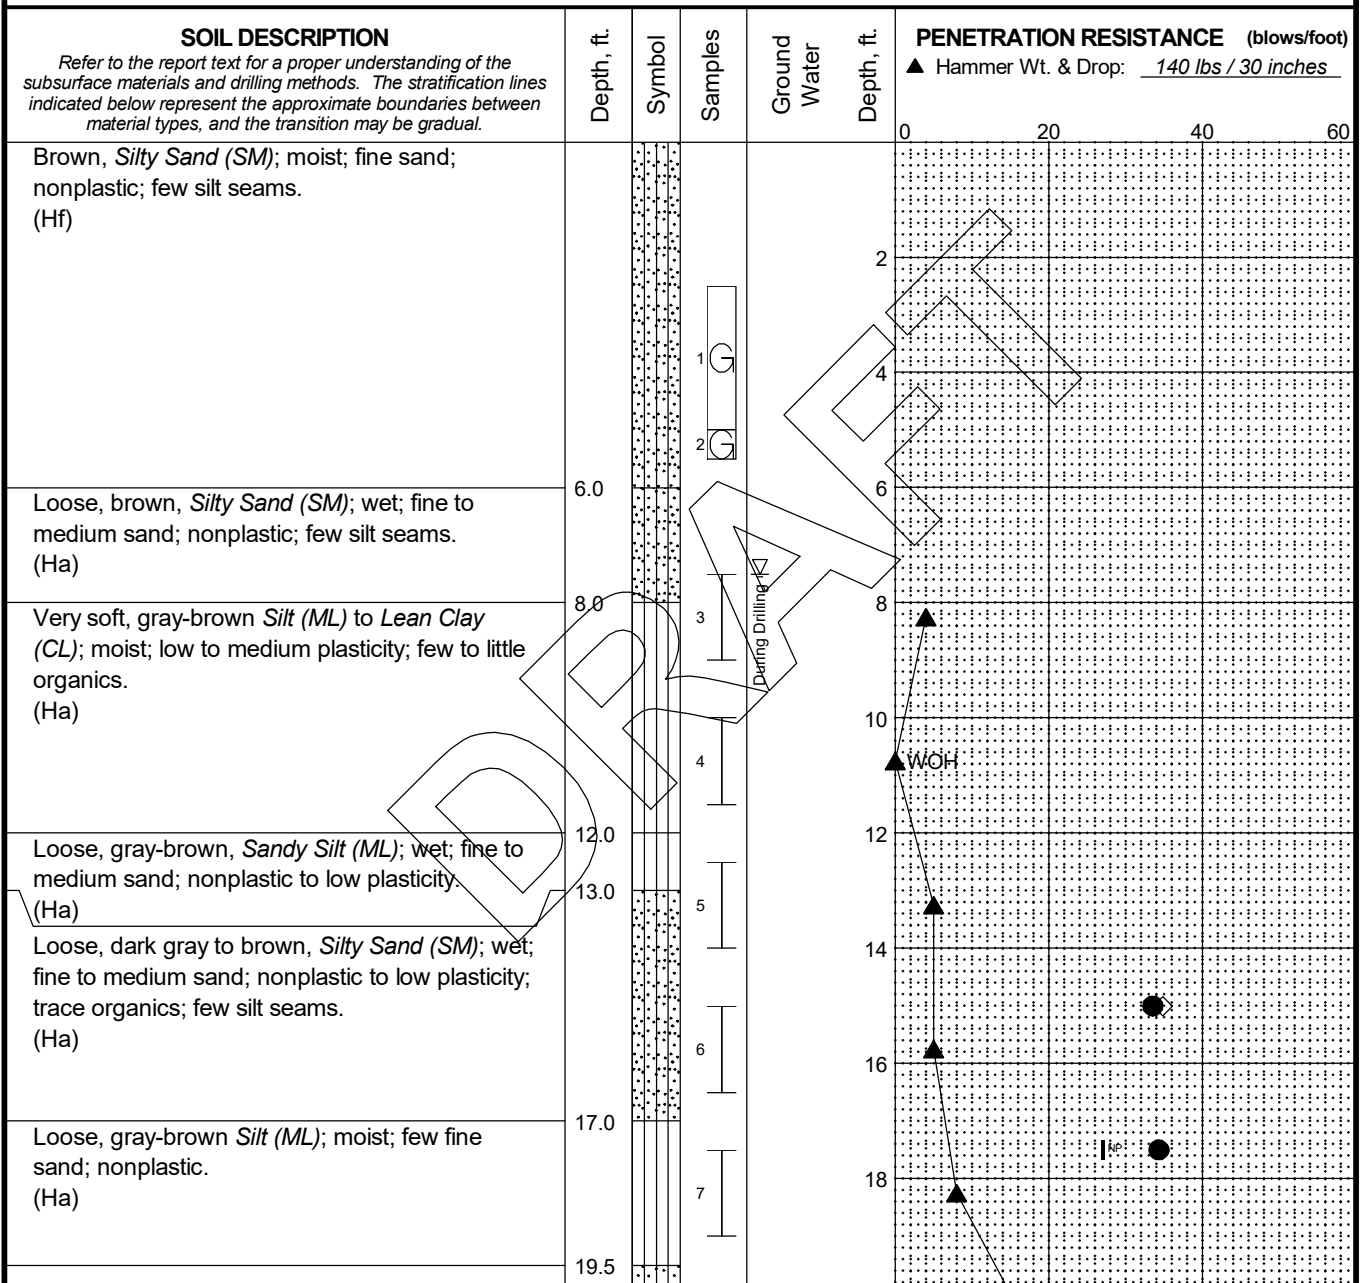 SOIL DESCRIPTION
Refer to the report text for a proper understanding of the
subsurface materials and drilling methods. The stratification lines
indicated below represent the approximate boundaries between
material types, and the transition may be gradual.
Depth, ft.
Symbol
Samples
Ground
Water
Depth, ft.
PENETRATION RESISTANCE (blows/foot)
▲ Hammer Wt. & Drop: 140 lbs / 30 inches
0 20 40 60
Brown, Silty Sand (SM); moist; fine sand;
nonplastic; few silt seams.
(Hf)
2
1 G
4
2 G
Loose, brown, Silty Sand (SM); wet; fine to
medium sand; nonplastic; few silt seams.
(Ha)
6.0
6
During Drilling
Very soft, gray-brown Silt (ML) to Lean Clay
(CL); moist; low to medium plasticity; few to little
organics.
(Ha)
8.0
3
8
10
4
WOH
Loose, gray-brown, Sandy Silt (ML); wet; fine to
medium sand; nonplastic to low plasticity.
(Ha)
12.0
12
13.0
5
Loose, dark gray to brown, Silty Sand (SM); wet;
fine to medium sand; nonplastic to low plasticity;
trace organics; few silt seams.
(Ha)
14
6
16
Loose, gray-brown Silt (ML); moist; few fine
sand; nonplastic.
(Ha)
17.0
NP
7
18
19.5
DRAFT